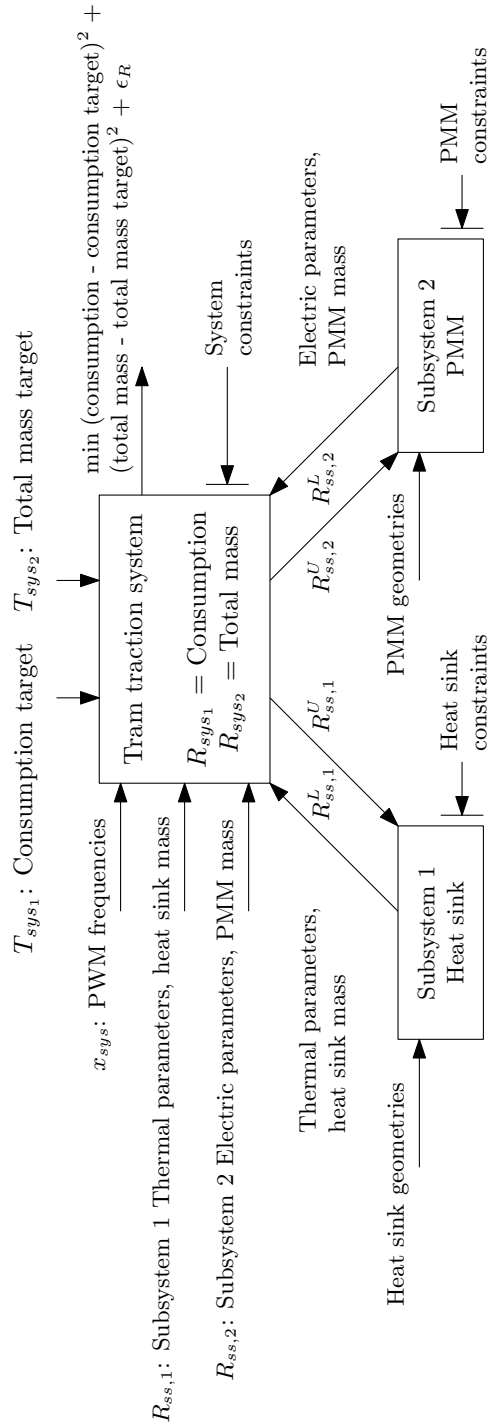 $T_{sys_1}$: Consumption target
$T_{sys_2}$: Total mass target
min (consumption - consumption target)$^2$ +
(total mass - total mass target)$^2$ + $\epsilon_R$
$x_{sys}$: PWM frequencies
$R_{ss,1}$: Subsystem 1 Thermal parameters, heat sink mass
$R_{ss,2}$: Subsystem 2 Electric parameters, PMM mass
Tram traction system
$R_{sys_1}$ = Consumption
$R_{sys_2}$ = Total mass
System
constraints
Thermal parameters,
heat sink mass
$R^L_{ss,1}$
$R^U_{ss,1}$
$R^U_{ss,2}$
$R^L_{ss,2}$
Electric parameters,
PMM mass
Heat sink geometries
Subsystem 1
Heat sink
Heat sink
constraints
PMM geometries
Subsystem 2
PMM
PMM
constraints